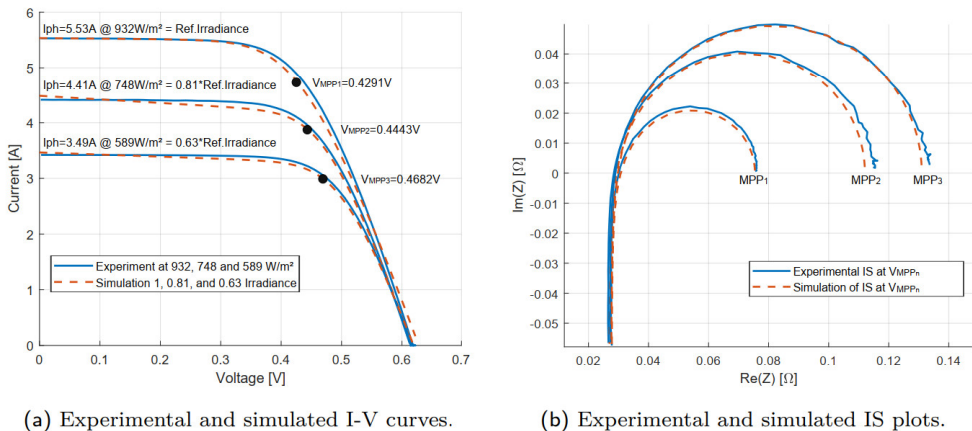 Iph=5.53A @ 932W/m² = Ref.Irradiance
Iph=4.41A @ 748W/m² = 0.81*Ref.Irradiance
Iph=3.49A @ 589W/m² = 0.63*Ref.Irradiance
VMPP1=0.4291V
VMPP2=0.4443V
VMPP3=0.4682V
Experiment at 932, 748 and 589 W/m²
Simulation 1, 0.81, and 0.63 Irradiance
Current [A]
6
5
4
3
2
1
0
0 0.1 0.2 0.3 0.4 0.5 0.6 0.7
Voltage [V]
(a) Experimental and simulated I-V curves.
Im(Z) [Ω]
0.04
0.03
0.02
0.01
0
-0.01
-0.02
-0.03
-0.04
-0.05
MPP1 MPP2 MPP3
Experimental IS at VMPPn
Simulation of IS at VMPPn
0.02 0.04 0.06 0.08 0.1 0.12 0.14
Re(Z) [Ω]
(b) Experimental and simulated IS plots.